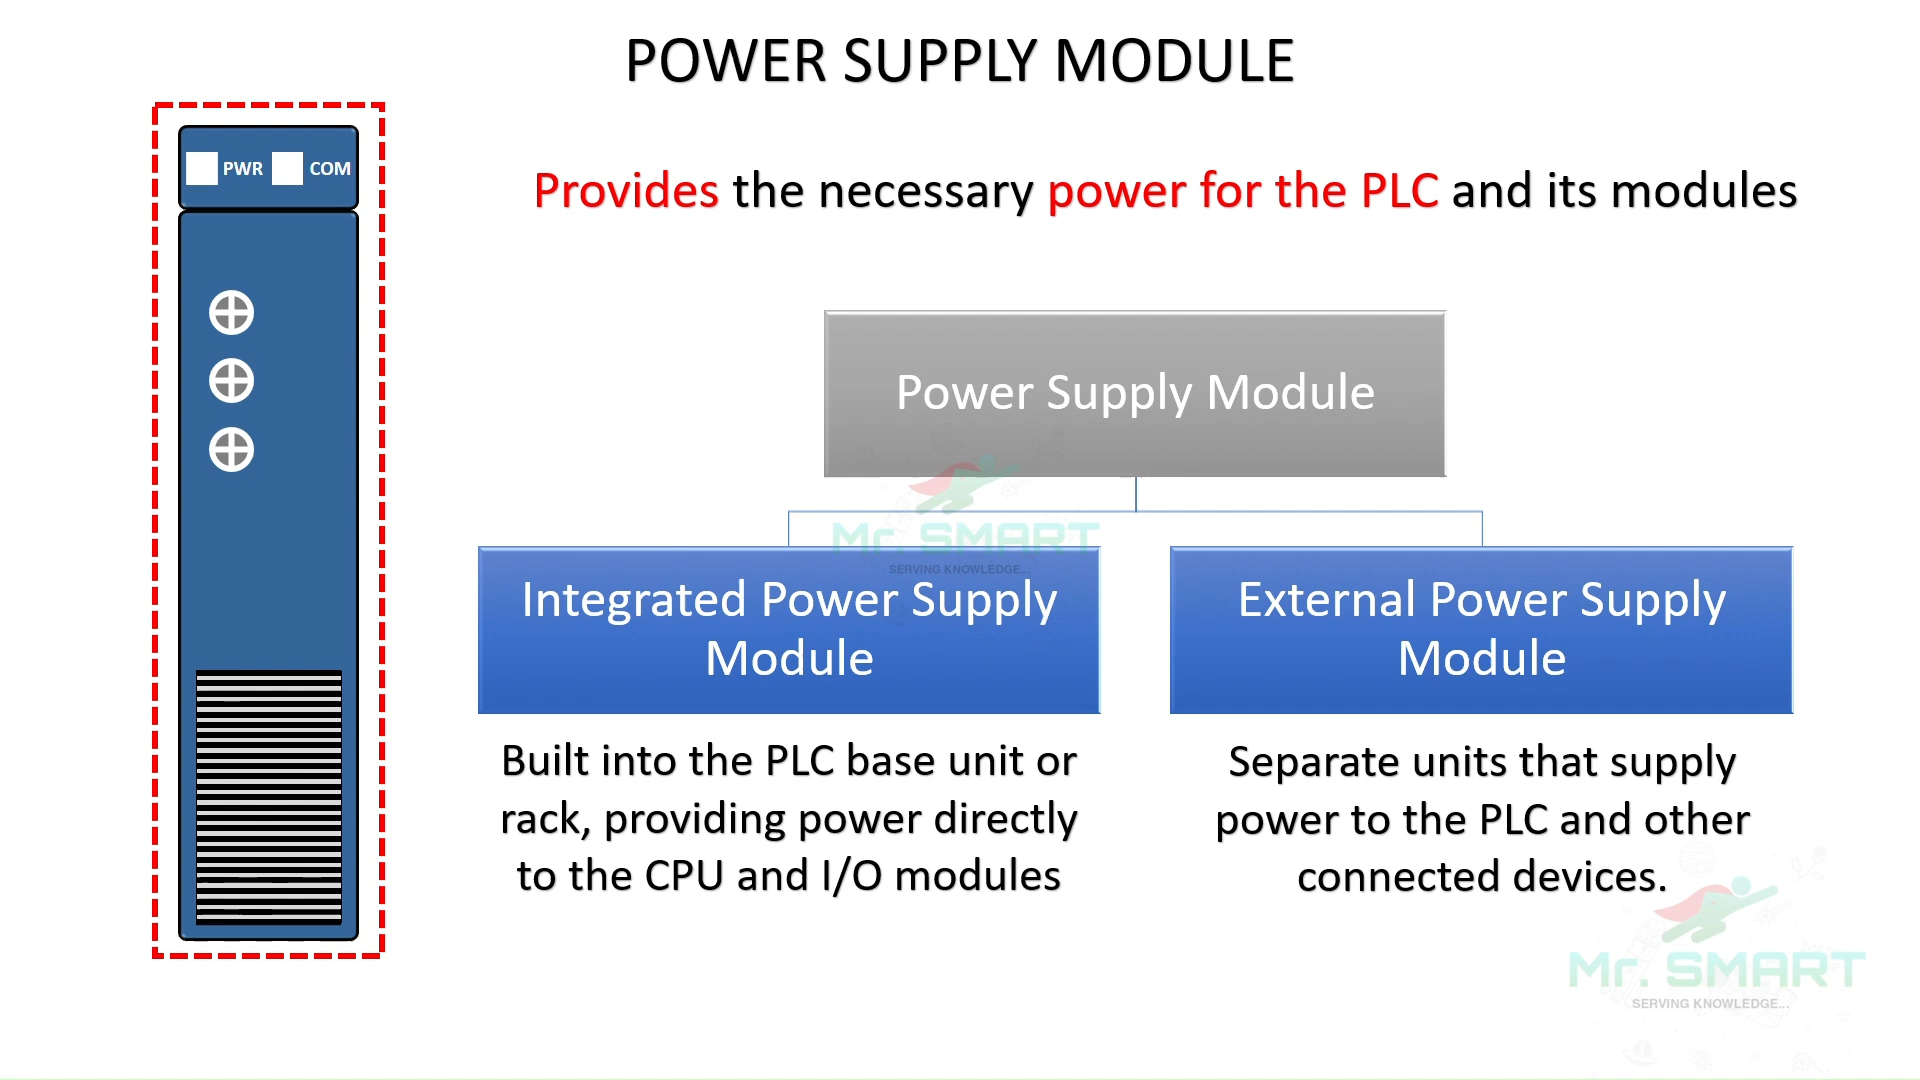 POWER SUPPLY MODULE
PWR COM
Provides the necessary power for the PLC and its modules
Power Supply Module
Mr. SMART
SERVING KNOWLEDGE...
Integrated Power Supply
Module
External Power Supply
Module
Built into the PLC base unit or
rack, providing power directly
to the CPU and I/O modules
Separate units that supply
power to the PLC and other
connected devices.
Mr. SMART
SERVING KNOWLEDGE...